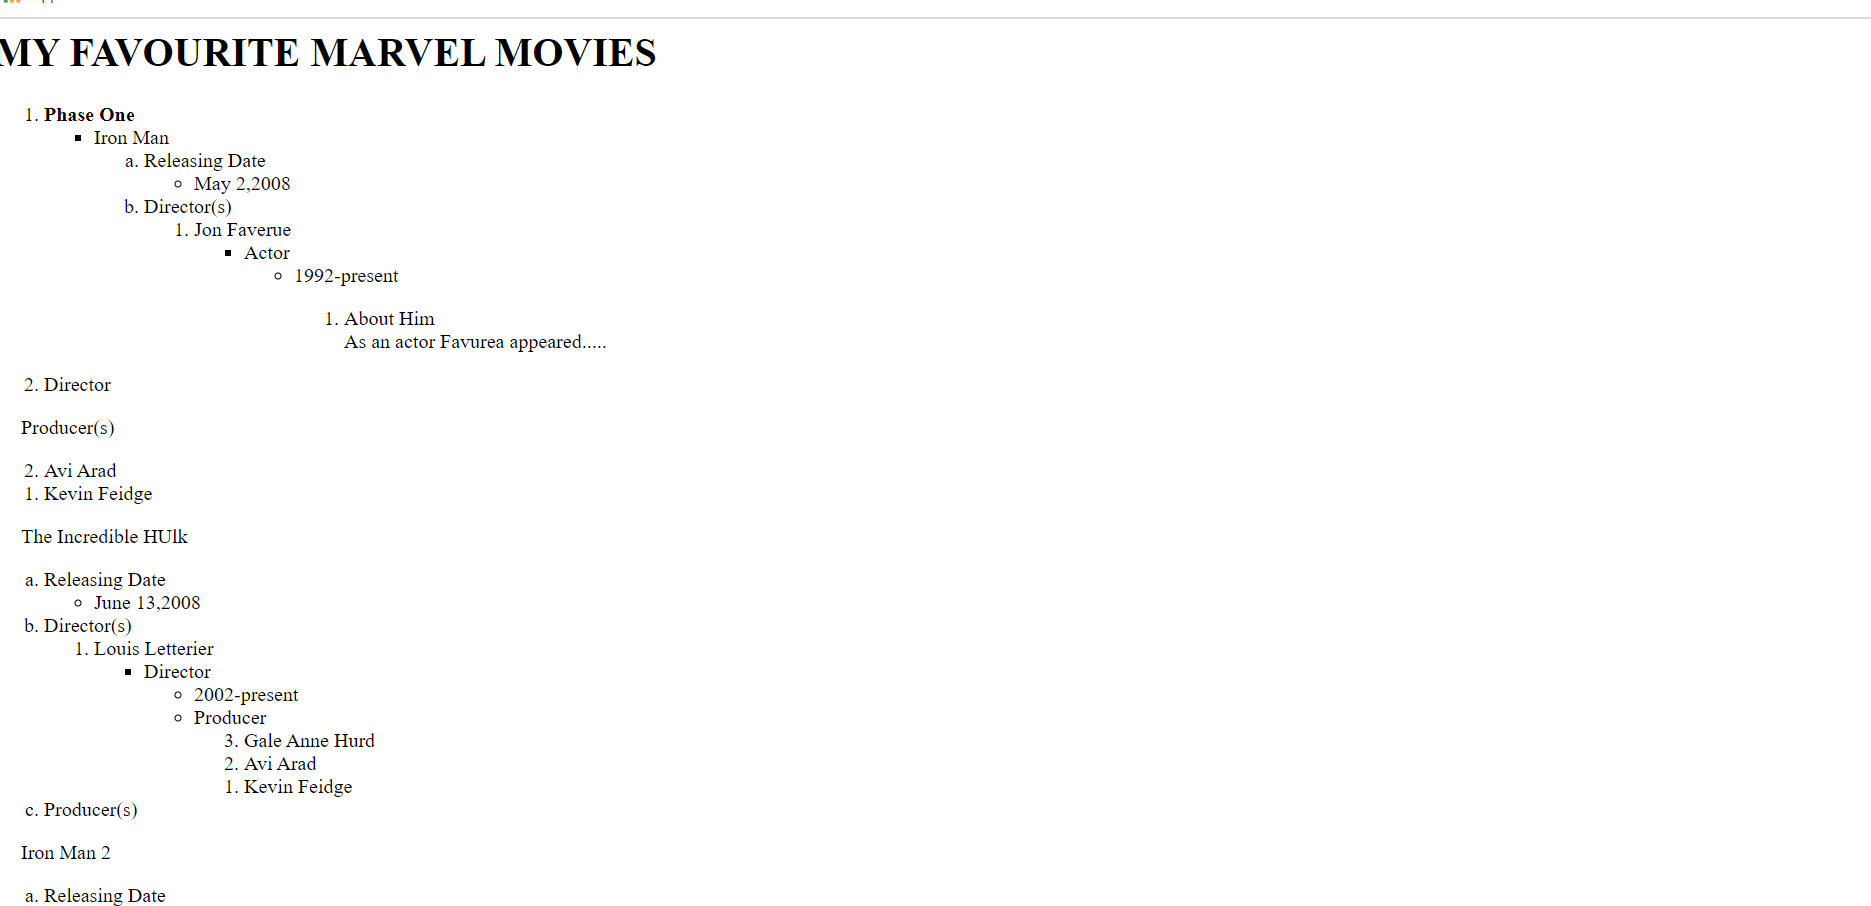 MY FAVOURITE MARVEL MOVIES
1. Phase One
▪ Iron Man
a. Releasing Date
○ May 2,2008
b. Director(s)
1. Jon Faverue
▪ Actor
○ 1992-present
1. About Him
As an actor Favurea appeared.....
2. Director
Producer(s)
2. Avi Arad
1. Kevin Feidge
The Incredible HUlk
a. Releasing Date
○ June 13,2008
b. Director(s)
1. Louis Letterier
▪ Director
○ 2002-present
○ Producer
3. Gale Anne Hurd
2. Avi Arad
1. Kevin Feidge
c. Producer(s)
Iron Man 2
a. Releasing Date